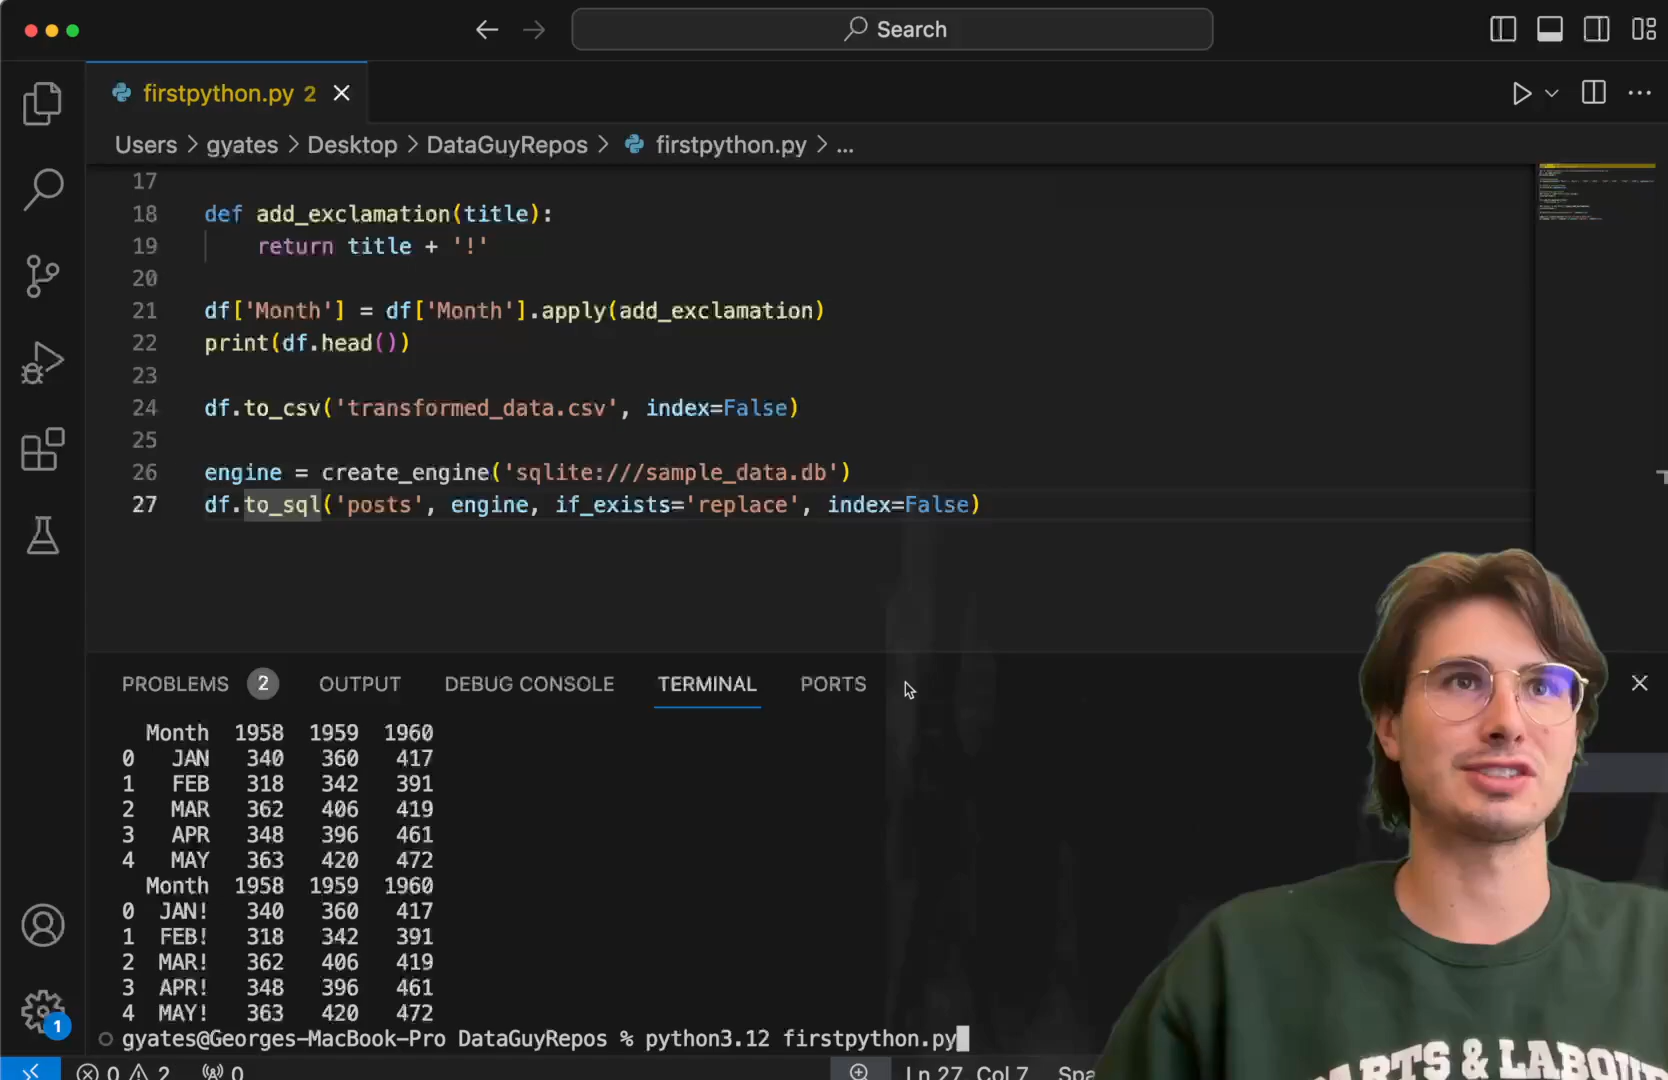 Search
firstpython.py 2
Users > gyates > Desktop > DataGuyRepos > firstpython.py > ...
17
18 def add_exclamation(title):
19 return title + '!'
20
21 df['Month'] = df['Month'].apply(add_exclamation)
22 print(df.head())
23
24 df.to_csv('transformed_data.csv', index=False)
25
26 engine = create_engine('sqlite:///sample_data.db')
27 df.to_sql('posts', engine, if_exists='replace', index=False)
PROBLEMS 2 OUTPUT DEBUG CONSOLE TERMINAL PORTS
Month 1958 1959 1960
0 JAN 340 360 417
1 FEB 318 342 391
2 MAR 362 406 419
3 APR 348 396 461
4 MAY 363 420 472
Month 1958 1959 1960
0 JAN! 340 360 417
1 FEB! 318 342 391
2 MAR! 362 406 419
3 APR! 348 396 461
4 MAY! 363 420 472
gyates@Georges-MacBook-Pro DataGuyRepos % python3.12 firstpython.py
1
0 2 0 Ln 27, Col 7
& LABOU